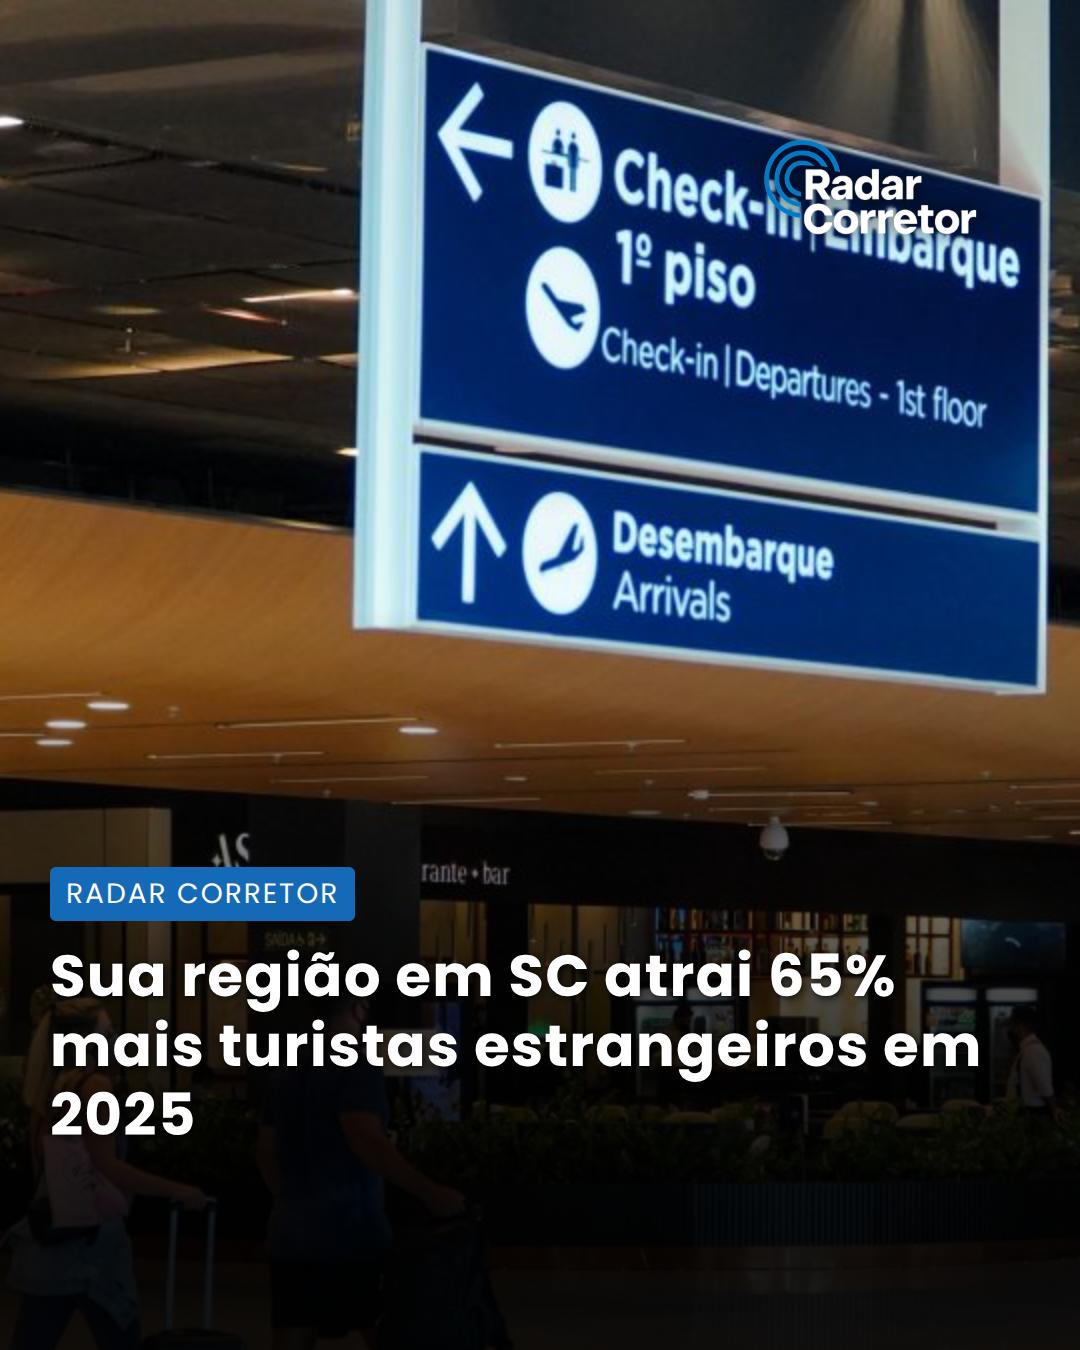 Check-in | Embarque
1º piso
Check-in | Departures - 1st floor
Radar
Corretor
Desembarque
Arrivals
rante • bar
RADAR CORRETOR
Sua região em SC atrai 65%
mais turistas estrangeiros em
2025